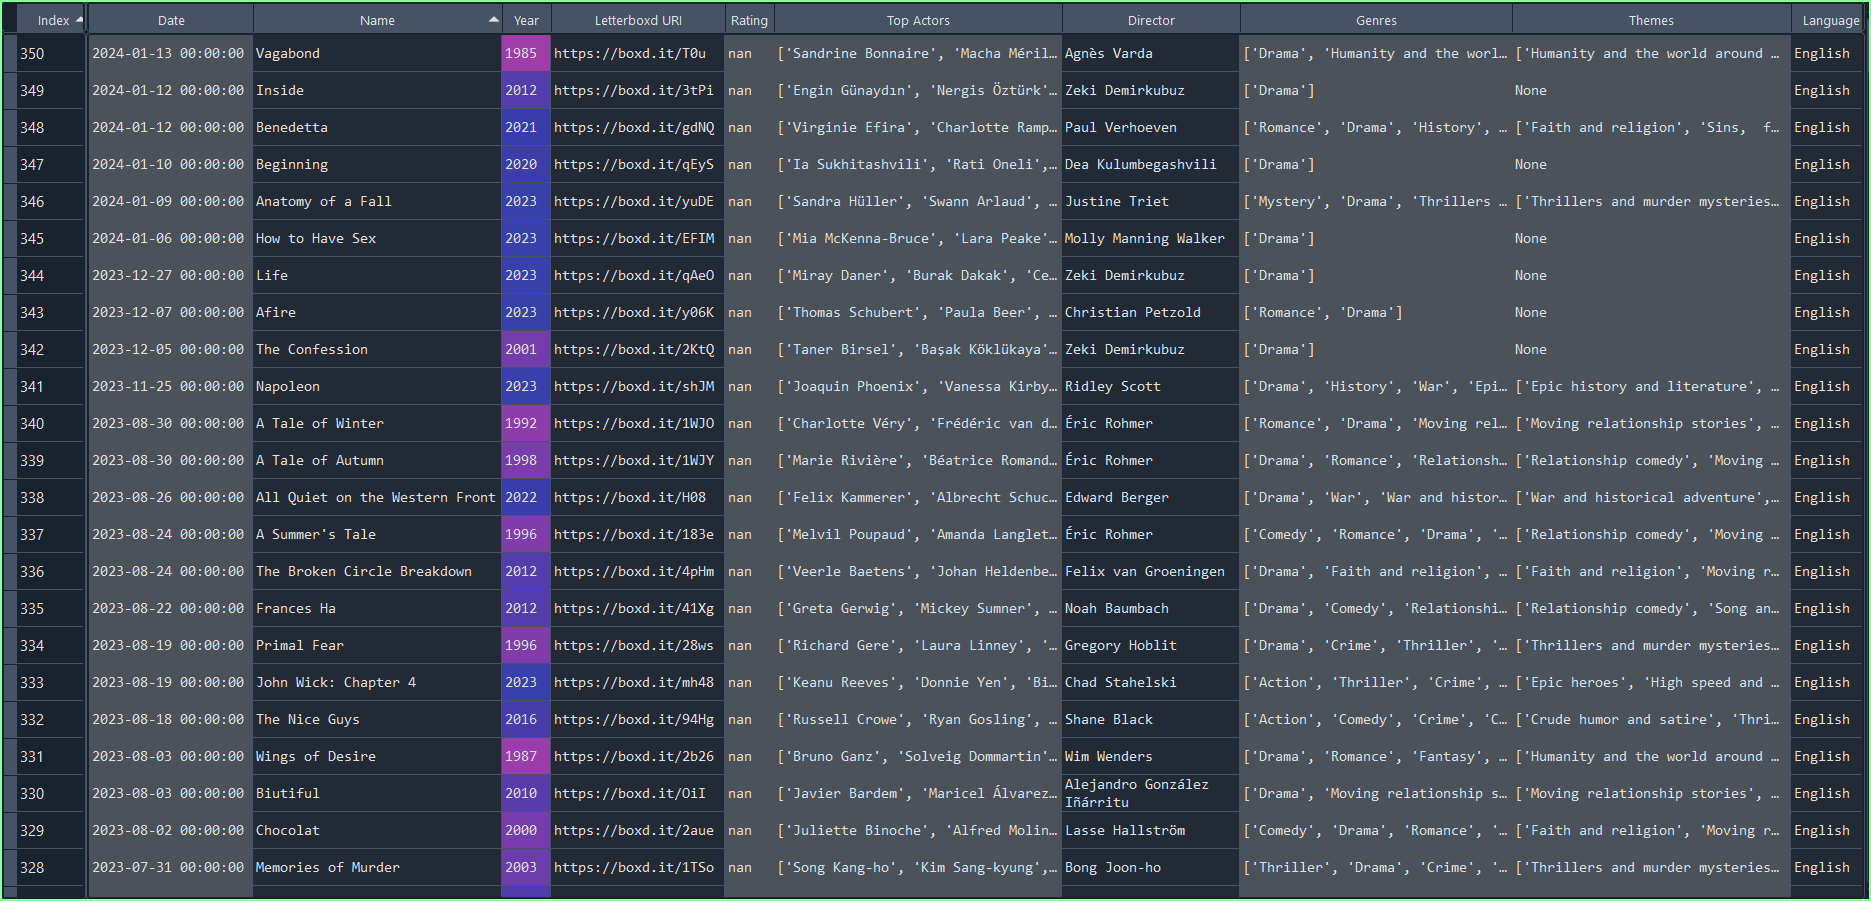 Index Date Name Year Letterboxd URI Rating Top Actors Director Genres Themes Language
350 2024-01-13 00:00:00 Vagabond 1985 https://boxd.it/T0u nan ['Sandrine Bonnaire', 'Macha Méril… Agnès Varda ['Drama', 'Humanity and the worl… ['Humanity and the world around … English
349 2024-01-12 00:00:00 Inside 2012 https://boxd.it/3tPi nan ['Engin Günaydın', 'Nergis Öztürk'… Zeki Demirkubuz ['Drama'] None English
348 2024-01-12 00:00:00 Benedetta 2021 https://boxd.it/gdNQ nan ['Virginie Efira', 'Charlotte Ramp… Paul Verhoeven ['Romance', 'Drama', 'History', … ['Faith and religion', 'Sins,  f… English
347 2024-01-10 00:00:00 Beginning 2020 https://boxd.it/qEyS nan ['Ia Sukhitashvili', 'Rati Oneli',… Dea Kulumbegashvili ['Drama'] None English
346 2024-01-09 00:00:00 Anatomy of a Fall 2023 https://boxd.it/yuDE nan ['Sandra Hüller', 'Swann Arlaud', … Justine Triet ['Mystery', 'Drama', 'Thrillers … ['Thrillers and murder mysteries… English
345 2024-01-06 00:00:00 How to Have Sex 2023 https://boxd.it/EFIM nan ['Mia McKenna-Bruce', 'Lara Peake'… Molly Manning Walker ['Drama'] None English
344 2023-12-27 00:00:00 Life 2023 https://boxd.it/qAeO nan ['Miray Daner', 'Burak Dakak', 'Ce… Zeki Demirkubuz ['Drama'] None English
343 2023-12-07 00:00:00 Afire 2023 https://boxd.it/y06K nan ['Thomas Schubert', 'Paula Beer', … Christian Petzold ['Romance', 'Drama'] None English
342 2023-12-05 00:00:00 The Confession 2001 https://boxd.it/2KtQ nan ['Taner Birsel', 'Başak Köklükaya'… Zeki Demirkubuz ['Drama'] None English
341 2023-11-25 00:00:00 Napoleon 2023 https://boxd.it/shJM nan ['Joaquin Phoenix', 'Vanessa Kirby… Ridley Scott ['Drama', 'History', 'War', 'Epi… ['Epic history and literature', … English
340 2023-08-30 00:00:00 A Tale of Winter 1992 https://boxd.it/1WJO nan ['Charlotte Véry', 'Frédéric van d… Éric Rohmer ['Romance', 'Drama', 'Moving rel… ['Moving relationship stories', … English
339 2023-08-30 00:00:00 A Tale of Autumn 1998 https://boxd.it/1WJY nan ['Marie Rivière', 'Béatrice Romand… Éric Rohmer ['Drama', 'Romance', 'Relationsh… ['Relationship comedy', 'Moving … English
338 2023-08-26 00:00:00 All Quiet on the Western Front 2022 https://boxd.it/H08 nan ['Felix Kammerer', 'Albrecht Schuc… Edward Berger ['Drama', 'War', 'War and histor… ['War and historical adventure',… English
337 2023-08-24 00:00:00 A Summer's Tale 1996 https://boxd.it/183e nan ['Melvil Poupaud', 'Amanda Langlet… Éric Rohmer ['Comedy', 'Romance', 'Drama', '… ['Relationship comedy', 'Moving … English
336 2023-08-24 00:00:00 The Broken Circle Breakdown 2012 https://boxd.it/4pHm nan ['Veerle Baetens', 'Johan Heldenbe… Felix van Groeningen ['Drama', 'Faith and religion', … ['Faith and religion', 'Moving r… English
335 2023-08-22 00:00:00 Frances Ha 2012 https://boxd.it/41Xg nan ['Greta Gerwig', 'Mickey Sumner', … Noah Baumbach ['Drama', 'Comedy', 'Relationshi… ['Relationship comedy', 'Song an… English
334 2023-08-19 00:00:00 Primal Fear 1996 https://boxd.it/28ws nan ['Richard Gere', 'Laura Linney', '… Gregory Hoblit ['Drama', 'Crime', 'Thriller', '… ['Thrillers and murder mysteries… English
333 2023-08-19 00:00:00 John Wick: Chapter 4 2023 https://boxd.it/mh48 nan ['Keanu Reeves', 'Donnie Yen', 'Bi… Chad Stahelski ['Action', 'Thriller', 'Crime', … ['Epic heroes', 'High speed and … English
332 2023-08-18 00:00:00 The Nice Guys 2016 https://boxd.it/94Hg nan ['Russell Crowe', 'Ryan Gosling', … Shane Black ['Action', 'Comedy', 'Crime', 'C… ['Crude humor and satire', 'Thri… English
331 2023-08-03 00:00:00 Wings of Desire 1987 https://boxd.it/2b26 nan ['Bruno Ganz', 'Solveig Dommartin'… Wim Wenders ['Drama', 'Romance', 'Fantasy', … ['Humanity and the world around … English
330 2023-08-03 00:00:00 Biutiful 2010 https://boxd.it/OiI nan ['Javier Bardem', 'Maricel Álvarez… Alejandro González
Iñárritu ['Drama', 'Moving relationship s… ['Moving relationship stories', … English
329 2023-08-02 00:00:00 Chocolat 2000 https://boxd.it/2aue nan ['Juliette Binoche', 'Alfred Molin… Lasse Hallström ['Comedy', 'Drama', 'Romance', '… ['Faith and religion', 'Moving r… English
328 2023-07-31 00:00:00 Memories of Murder 2003 https://boxd.it/1TSo nan ['Song Kang-ho', 'Kim Sang-kyung',… Bong Joon-ho ['Thriller', 'Drama', 'Crime', '… ['Thrillers and murder mysteries… English